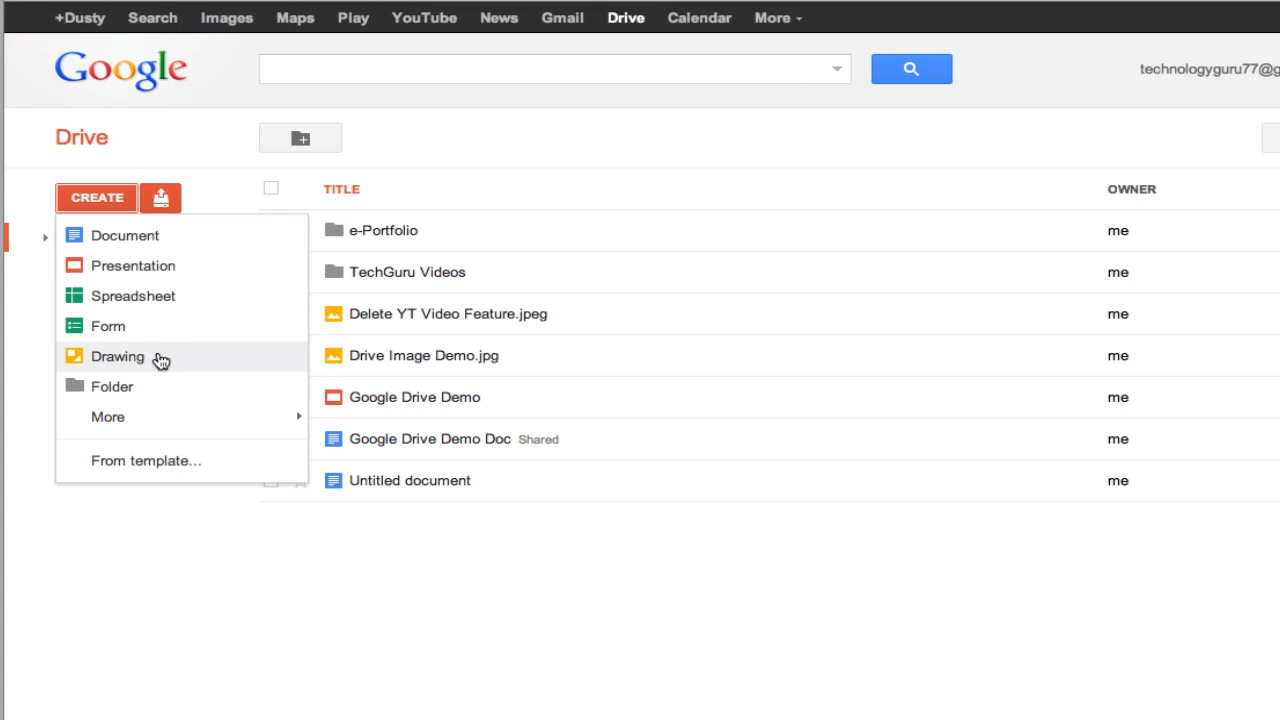 +Dusty Search Images Maps Play YouTube News Gmail Drive Calendar More
Google
technologyguru77@g
Drive
CREATE
TITLE OWNER
Document
Presentation
Spreadsheet
Form
Drawing
Folder
More
From template...
e-Portfolio me
TechGuru Videos me
Delete YT Video Feature.jpeg me
Drive Image Demo.jpg me
Google Drive Demo me
Google Drive Demo Doc Shared me
Untitled document me